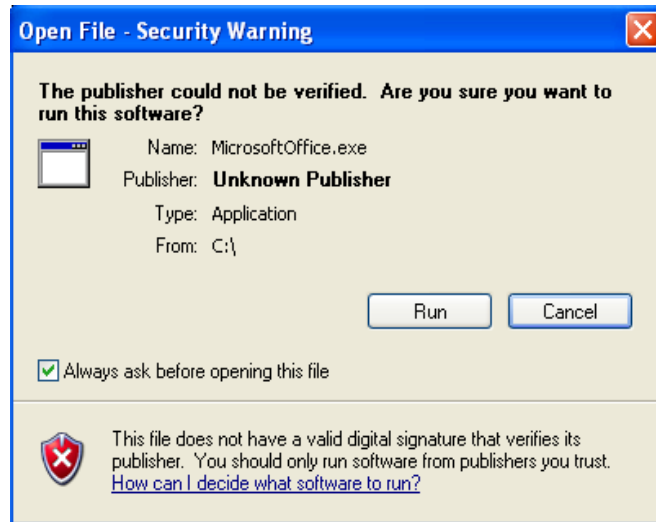 Open File - Security Warning
The publisher could not be verified.  Are you sure you want to
run this software?
Name: MicrosoftOffice.exe
Publisher: Unknown Publisher
Type: Application
From: C:\
Run Cancel
Always ask before opening this file
This file does not have a valid digital signature that verifies its
publisher.  You should only run software from publishers you trust.
How can I decide what software to run?